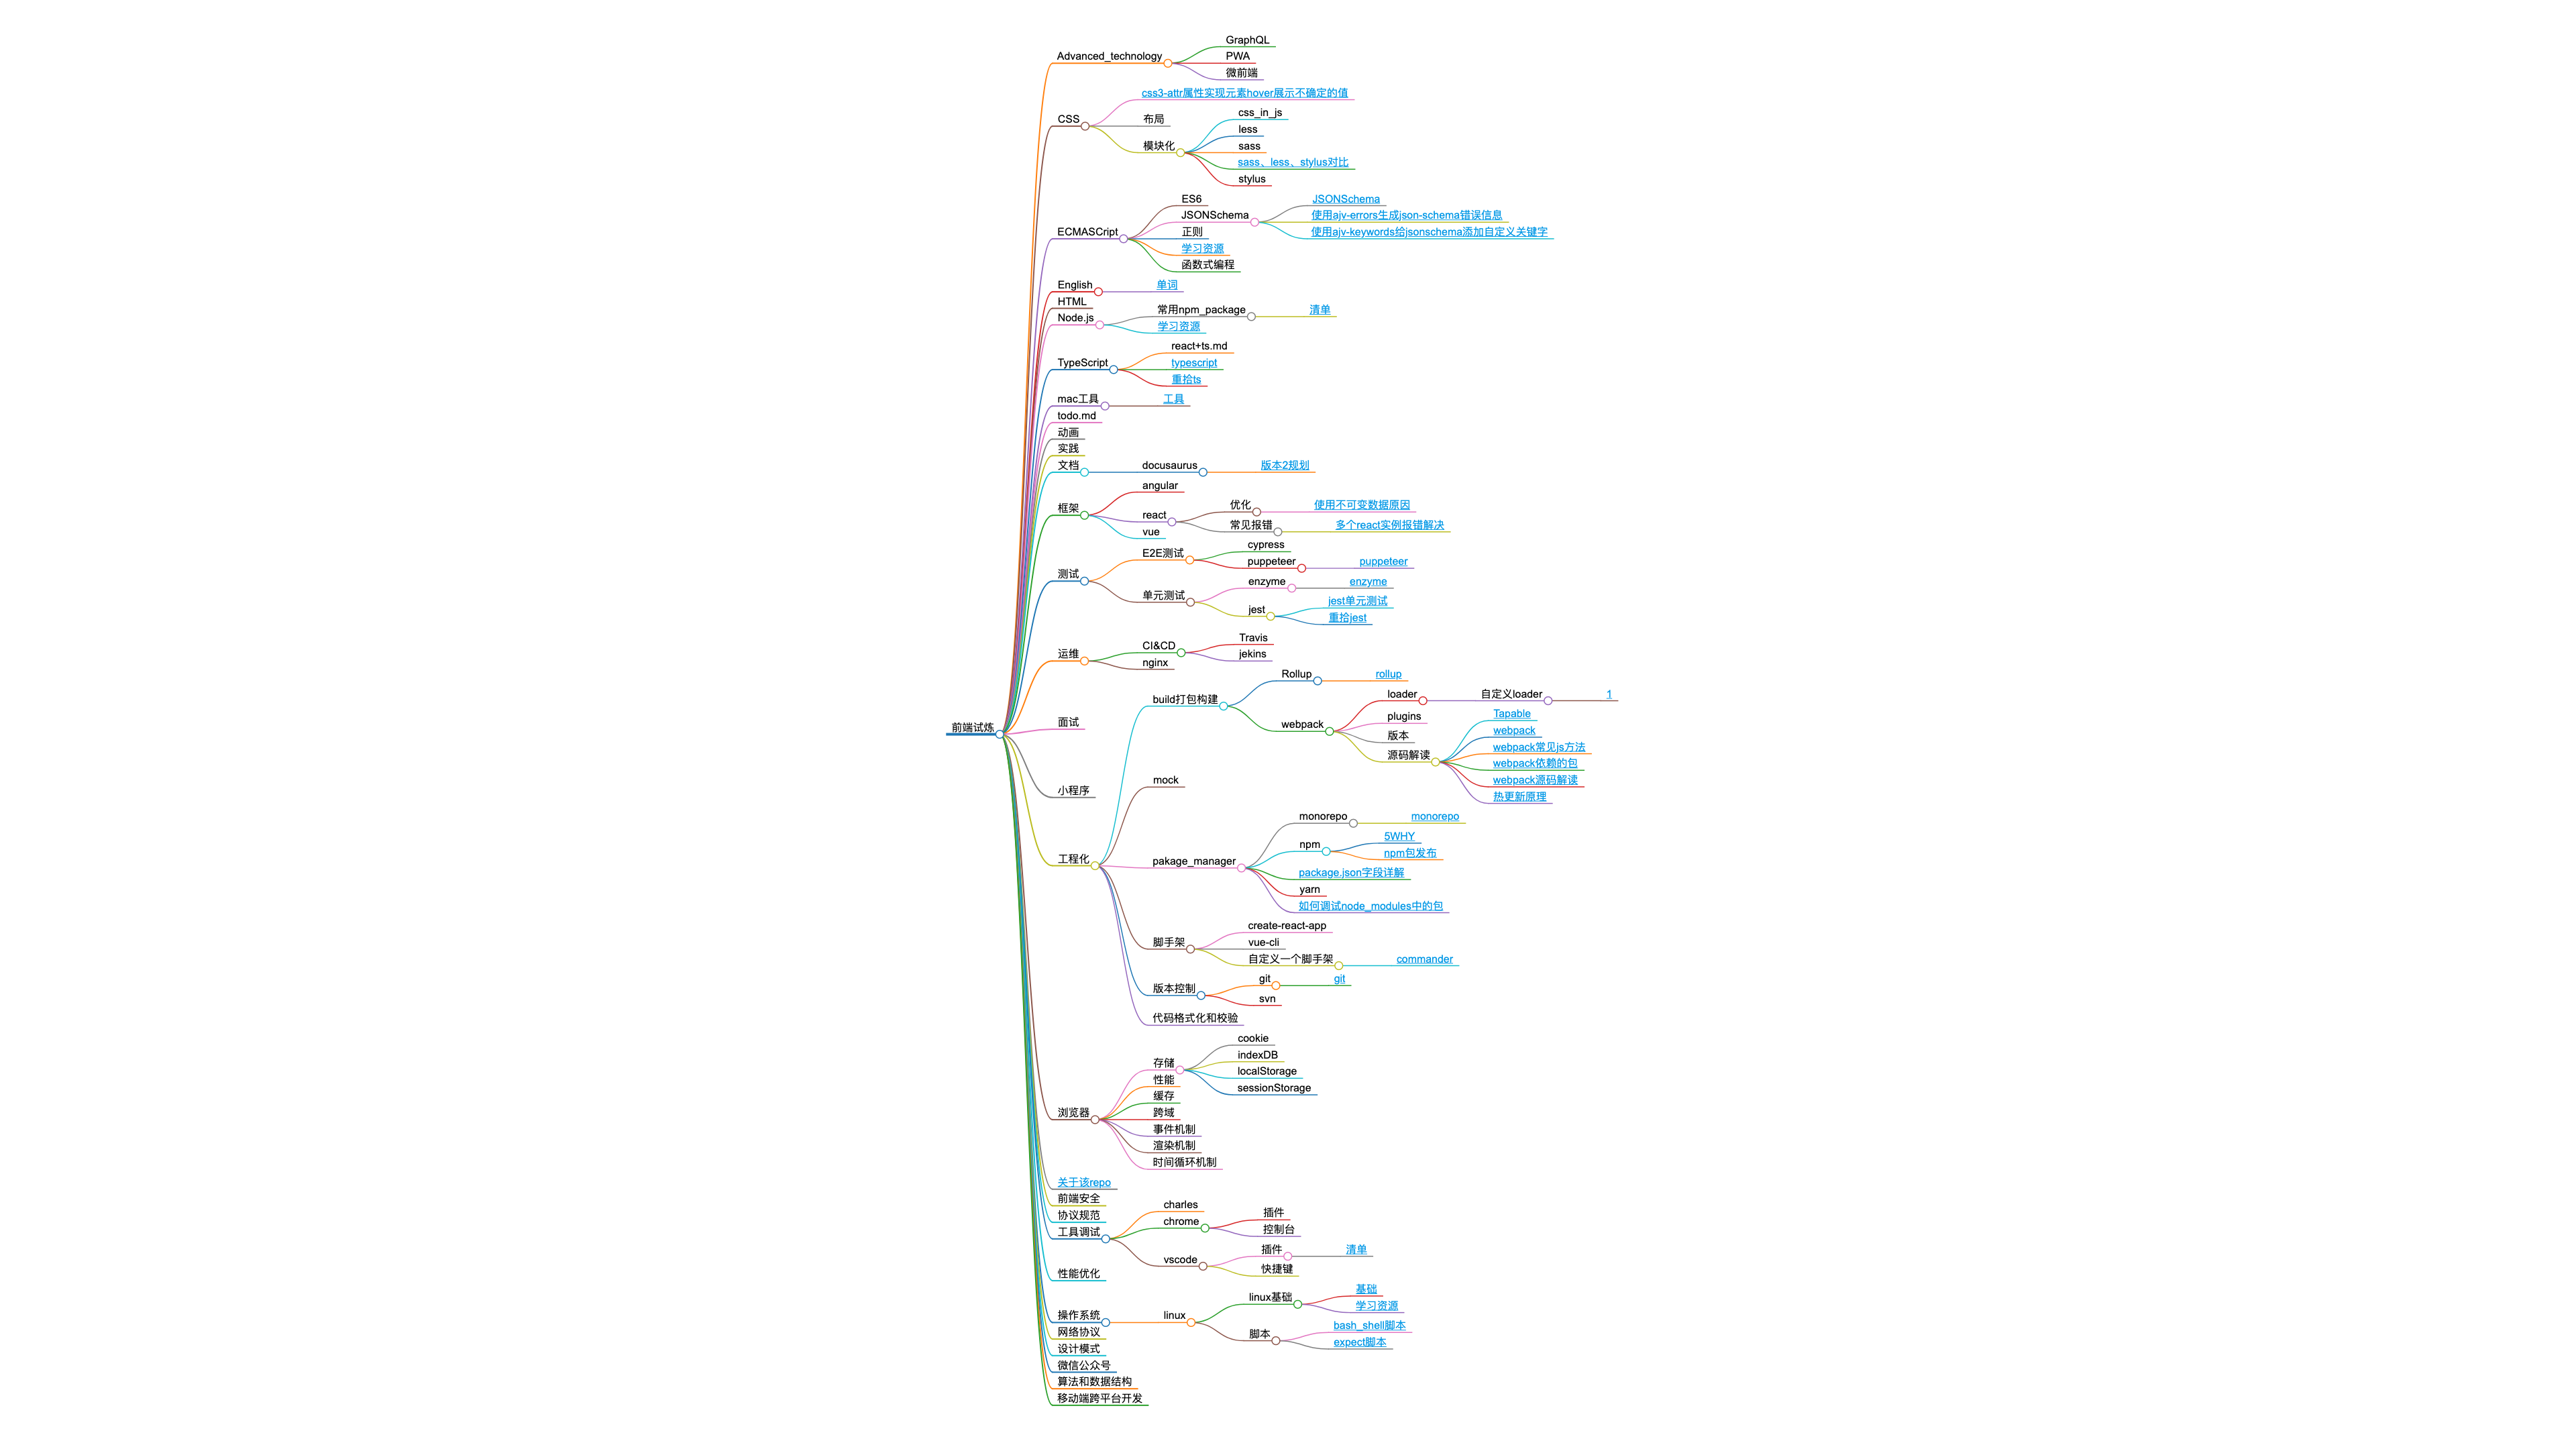 前端试炼
Advanced_technology
GraphQL
PWA
微前端
CSS
css3-attr属性实现元素hover展示不确定的值
布局
模块化
css_in_js
less
sass
sass、less、stylus对比
stylus
ECMASCript
ES6
JSONSchema
JSONSchema
使用ajv-errors生成json-schema错误信息
使用ajv-keywords给jsonschema添加自定义关键字
正则
学习资源
函数式编程
English
单词
HTML
Node.js
常用npm_package
清单
学习资源
TypeScript
react+ts.md
typescript
重拾ts
mac工具
工具
todo.md
动画
实践
文档
docusaurus
版本2规划
框架
angular
react
优化
使用不可变数据原因
常见报错
多个react实例报错解决
vue
测试
E2E测试
cypress
puppeteer
puppeteer
单元测试
enzyme
enzyme
jest
jest单元测试
重拾jest
运维
CI&CD
Travis
jekins
nginx
面试
小程序
工程化
build打包构建
Rollup
rollup
webpack
loader
自定义loader
1
plugins
版本
源码解读
Tapable
webpack
webpack常见js方法
webpack依赖的包
webpack源码解读
热更新原理
mock
pakage_manager
monorepo
monorepo
npm
5WHY
npm包发布
package.json字段详解
yarn
如何调试node_modules中的包
脚手架
create-react-app
vue-cli
自定义一个脚手架
commander
版本控制
git
git
svn
代码格式化和校验
浏览器
存储
cookie
indexDB
localStorage
sessionStorage
性能
缓存
跨域
事件机制
渲染机制
时间循环机制
关于该repo
前端安全
协议规范
工具调试
charles
chrome
插件
控制台
vscode
插件
清单
快捷键
性能优化
操作系统
linux
linux基础
基础
学习资源
脚本
bash_shell脚本
expect脚本
网络协议
设计模式
微信公众号
算法和数据结构
移动端跨平台开发